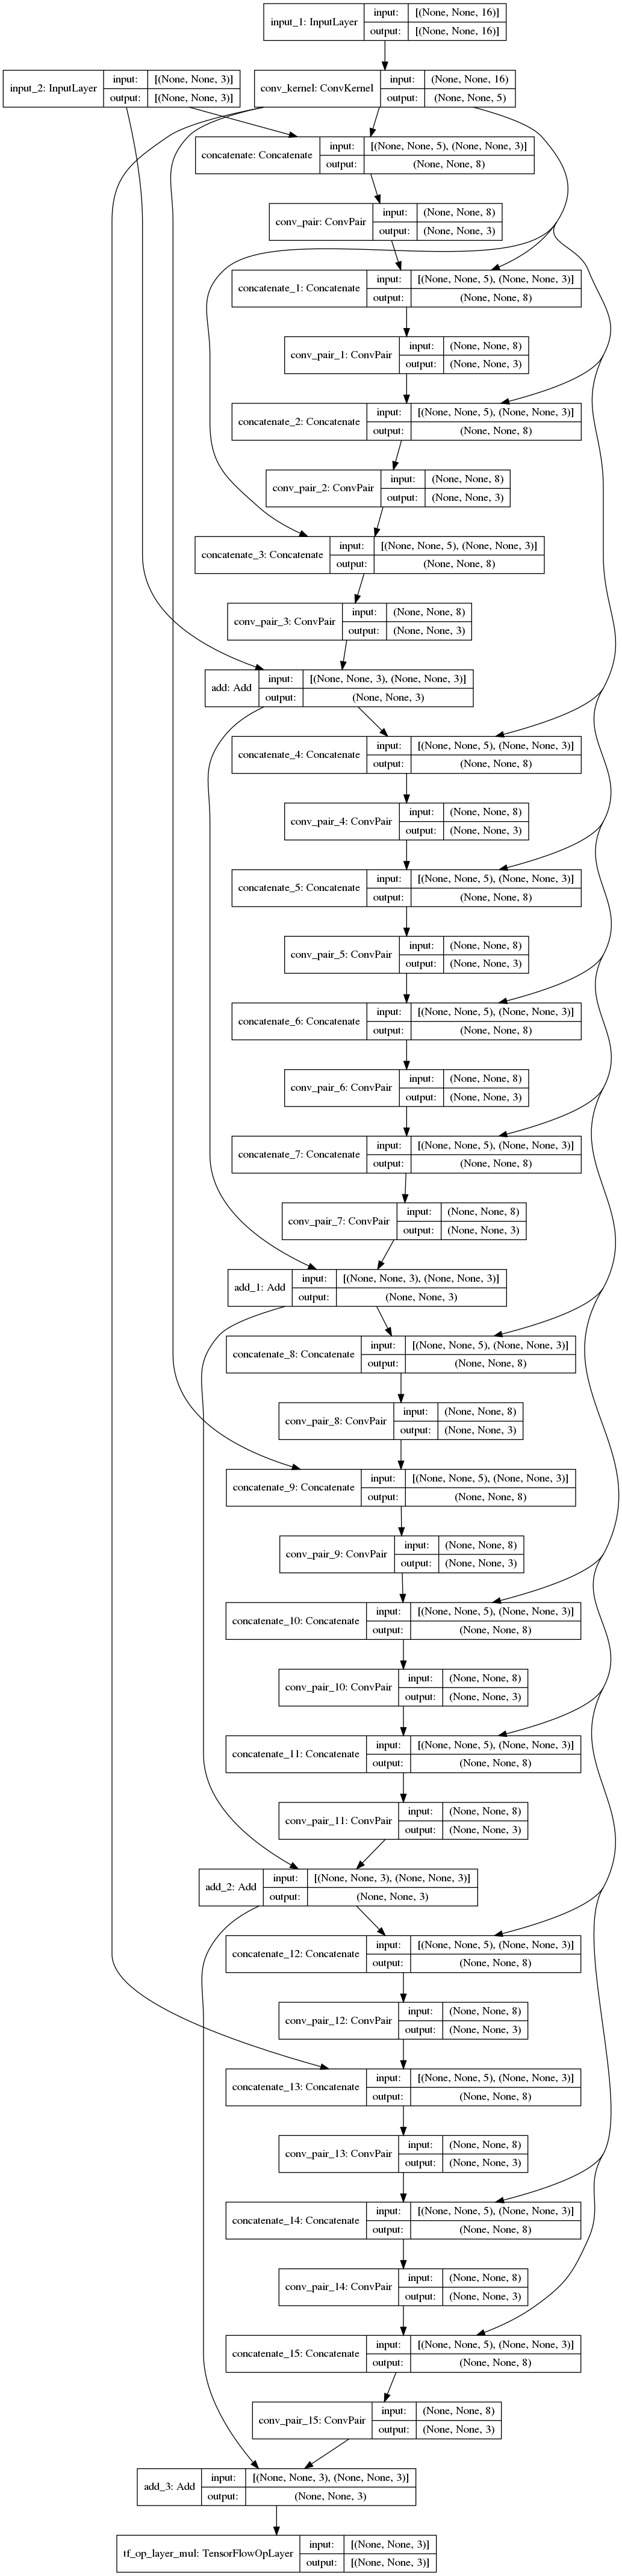 input_1: InputLayer
input: [(None, None, 16)]
output: [(None, None, 16)]
input_2: InputLayer
input: [(None, None, 3)]
output: [(None, None, 3)]
conv_kernel: ConvKernel
input: (None, None, 16)
output: (None, None, 5)
concatenate: Concatenate
input: [(None, None, 5), (None, None, 3)]
output: (None, None, 8)
conv_pair: ConvPair
input: (None, None, 8)
output: (None, None, 3)
concatenate_1: Concatenate
input: [(None, None, 5), (None, None, 3)]
output: (None, None, 8)
conv_pair_1: ConvPair
input: (None, None, 8)
output: (None, None, 3)
concatenate_2: Concatenate
input: [(None, None, 5), (None, None, 3)]
output: (None, None, 8)
conv_pair_2: ConvPair
input: (None, None, 8)
output: (None, None, 3)
concatenate_3: Concatenate
input: [(None, None, 5), (None, None, 3)]
output: (None, None, 8)
conv_pair_3: ConvPair
input: (None, None, 8)
output: (None, None, 3)
add: Add
input: [(None, None, 3), (None, None, 3)]
output: (None, None, 3)
concatenate_4: Concatenate
input: [(None, None, 5), (None, None, 3)]
output: (None, None, 8)
conv_pair_4: ConvPair
input: (None, None, 8)
output: (None, None, 3)
concatenate_5: Concatenate
input: [(None, None, 5), (None, None, 3)]
output: (None, None, 8)
conv_pair_5: ConvPair
input: (None, None, 8)
output: (None, None, 3)
concatenate_6: Concatenate
input: [(None, None, 5), (None, None, 3)]
output: (None, None, 8)
conv_pair_6: ConvPair
input: (None, None, 8)
output: (None, None, 3)
concatenate_7: Concatenate
input: [(None, None, 5), (None, None, 3)]
output: (None, None, 8)
conv_pair_7: ConvPair
input: (None, None, 8)
output: (None, None, 3)
add_1: Add
input: [(None, None, 3), (None, None, 3)]
output: (None, None, 3)
concatenate_8: Concatenate
input: [(None, None, 5), (None, None, 3)]
output: (None, None, 8)
conv_pair_8: ConvPair
input: (None, None, 8)
output: (None, None, 3)
concatenate_9: Concatenate
input: [(None, None, 5), (None, None, 3)]
output: (None, None, 8)
conv_pair_9: ConvPair
input: (None, None, 8)
output: (None, None, 3)
concatenate_10: Concatenate
input: [(None, None, 5), (None, None, 3)]
output: (None, None, 8)
conv_pair_10: ConvPair
input: (None, None, 8)
output: (None, None, 3)
concatenate_11: Concatenate
input: [(None, None, 5), (None, None, 3)]
output: (None, None, 8)
conv_pair_11: ConvPair
input: (None, None, 8)
output: (None, None, 3)
add_2: Add
input: [(None, None, 3), (None, None, 3)]
output: (None, None, 3)
concatenate_12: Concatenate
input: [(None, None, 5), (None, None, 3)]
output: (None, None, 8)
conv_pair_12: ConvPair
input: (None, None, 8)
output: (None, None, 3)
concatenate_13: Concatenate
input: [(None, None, 5), (None, None, 3)]
output: (None, None, 8)
conv_pair_13: ConvPair
input: (None, None, 8)
output: (None, None, 3)
concatenate_14: Concatenate
input: [(None, None, 5), (None, None, 3)]
output: (None, None, 8)
conv_pair_14: ConvPair
input: (None, None, 8)
output: (None, None, 3)
concatenate_15: Concatenate
input: [(None, None, 5), (None, None, 3)]
output: (None, None, 8)
conv_pair_15: ConvPair
input: (None, None, 8)
output: (None, None, 3)
add_3: Add
input: [(None, None, 3), (None, None, 3)]
output: (None, None, 3)
tf_op_layer_mul: TensorFlowOpLayer
input: [(None, None, 3)]
output: [(None, None, 3)]